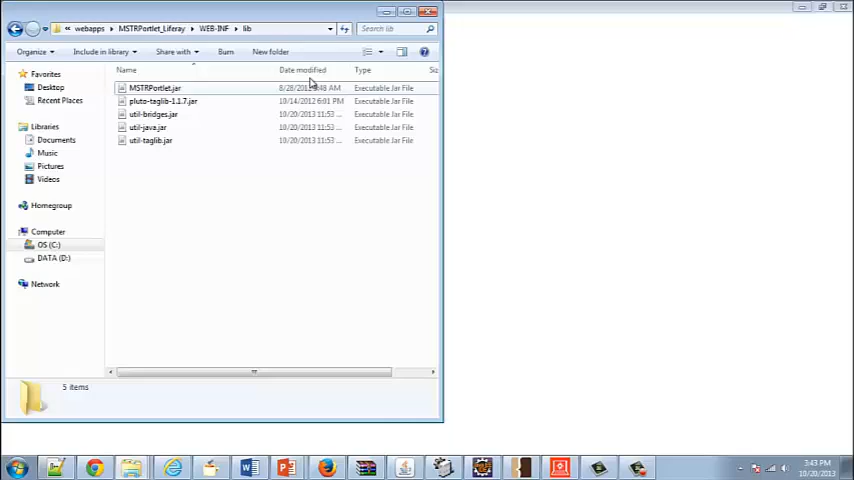 « webapps ▸ MSTRPortlet_Liferay ▸ WEB-INF ▸ lib
Search lib
Organize Include in library Share with Burn New folder
Name Date modified Type Siz
Favorites
Desktop
Recent Places
Libraries
Documents
Music
Pictures
Videos
Homegroup
Computer
OS (C:)
DATA (D:)
Network
MSTRPortlet.jar AM Executable Jar File
pluto-taglib-1.1.7.jar 10/14/2012 6:01 PM Executable Jar File
util-bridges.jar 10/20/2013 11:53 ... Executable Jar File
util-java.jar 10/20/2013 11:53 ... Executable Jar File
util-taglib.jar 10/20/2013 11:53 ... Executable Jar File
5 items
3:43 PM
10/20/2013